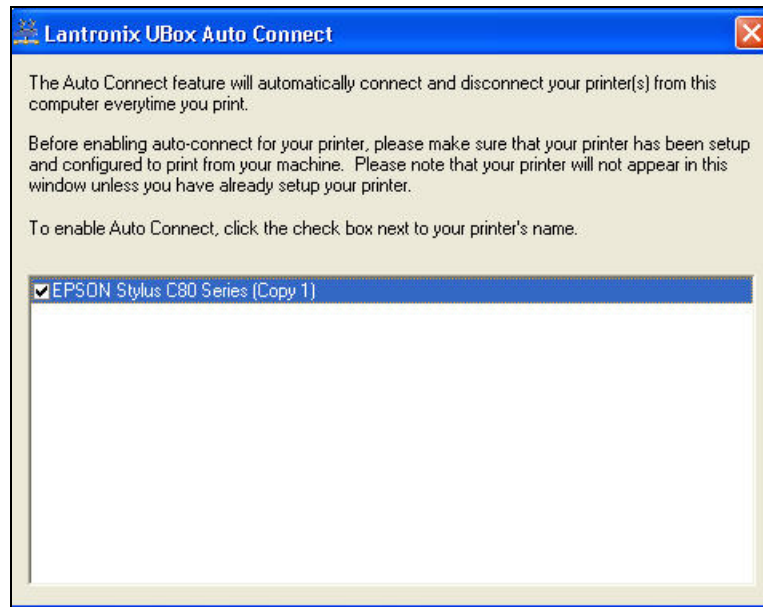 Lantronix UBox Auto Connect
The Auto Connect feature will automatically connect and disconnect your printer(s) from this
computer everytime you print.
Before enabling auto-connect for your printer, please make sure that your printer has been setup
and configured to print from your machine.  Please note that your printer will not appear in this
window unless you have already setup your printer.
To enable Auto Connect, click the check box next to your printer's name.
EPSON Stylus C80 Series (Copy 1)